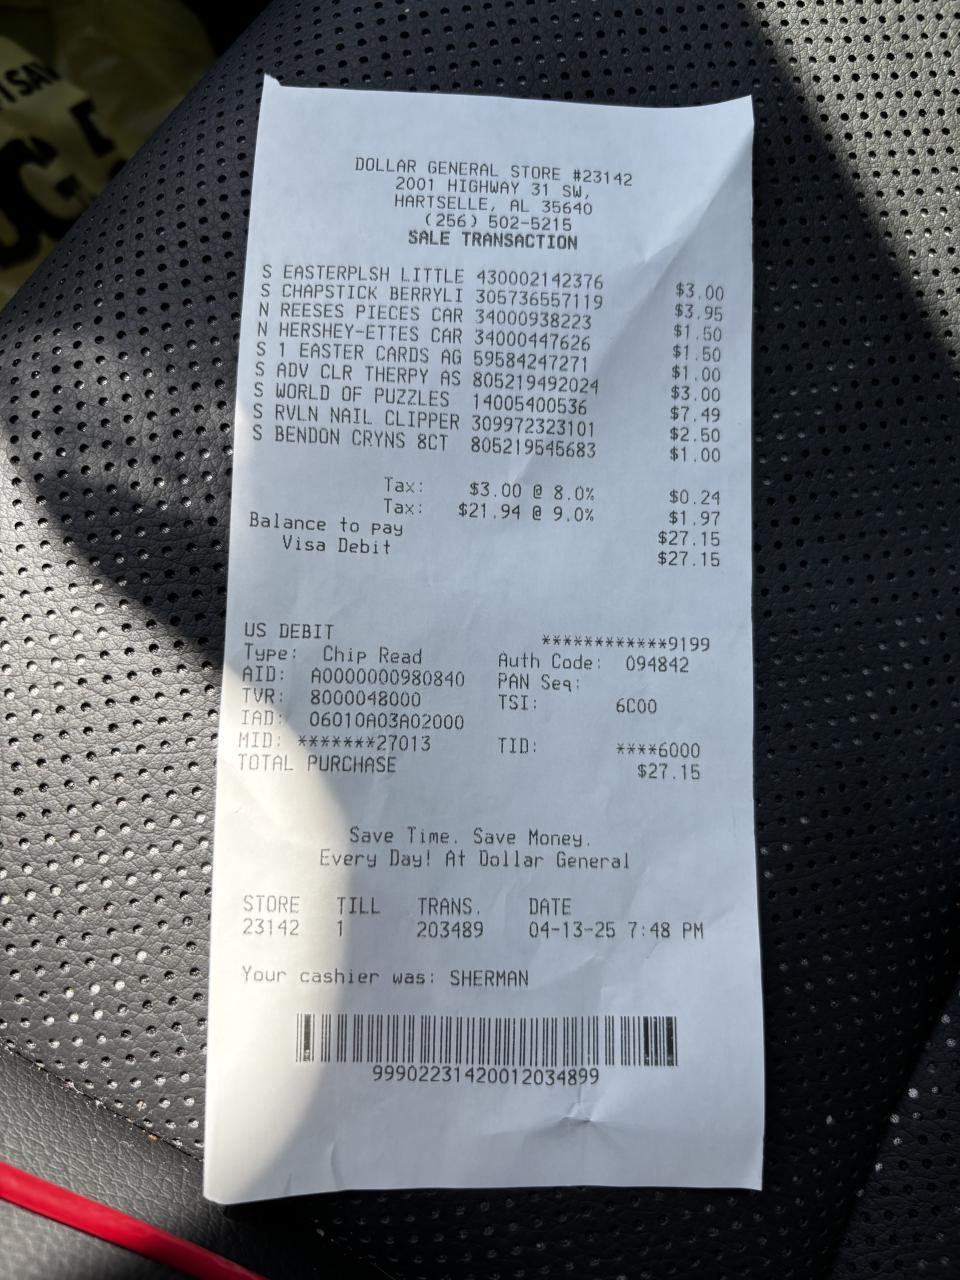 DOLLAR GENERAL STORE #23142
2001 HIGHWAY 31 SW,
HARTSELLE, AL 35640
(256) 502-5215
SALE TRANSACTION
S EASTERPLSH LITTLE 430002142376 $3.00
S CHAPSTICK BERRYLI 305736557119 $3.95
N REESES PIECES CAR 34000938223 $1.50
N HERSHEY-ETTES CAR 34000447626 $1.50
S 1 EASTER CARDS AG 59584247271 $1.00
S ADV CLR THERPY AS 805219492024 $3.00
S WORLD OF PUZZLES 14005400536 $7.49
S RVLN NAIL CLIPPER 309972323101 $2.50
S BENDON CRYNS 8CT 805219545683 $1.00
Tax: $3.00 @ 8.0% $0.24
Tax: $21.94 @ 9.0% $1.97
Balance to pay $27.15
Visa Debit $27.15
US DEBIT ************9199
Type: Chip Read Auth Code: 094842
AID: A0000000980840 PAN Seq:
TVR: 8000048000 TSI: 6C00
IAD: 06010A03A02000
MID: *******27013 TID: ****6000
TOTAL PURCHASE $27.15
Save Time. Save Money.
Every Day! At Dollar General
STORE TILL TRANS. DATE
23142 1 203489 04-13-25 7:48 PM
Your cashier was: SHERMAN
99902231420012034899